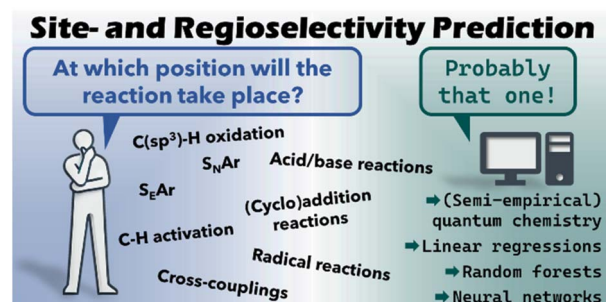 Site- and Regioselectivity Prediction
At which position will the
reaction take place?
Probably
that one!
C(sp³)-H oxidation
SNAr
Acid/base reactions
SEAr
(Cyclo)addition
reactions
C-H activation
Radical reactions
Cross-couplings
➡(Semi-empirical)
quantum chemistry
➡Linear regressions
➡Random forests
➡Neural networks